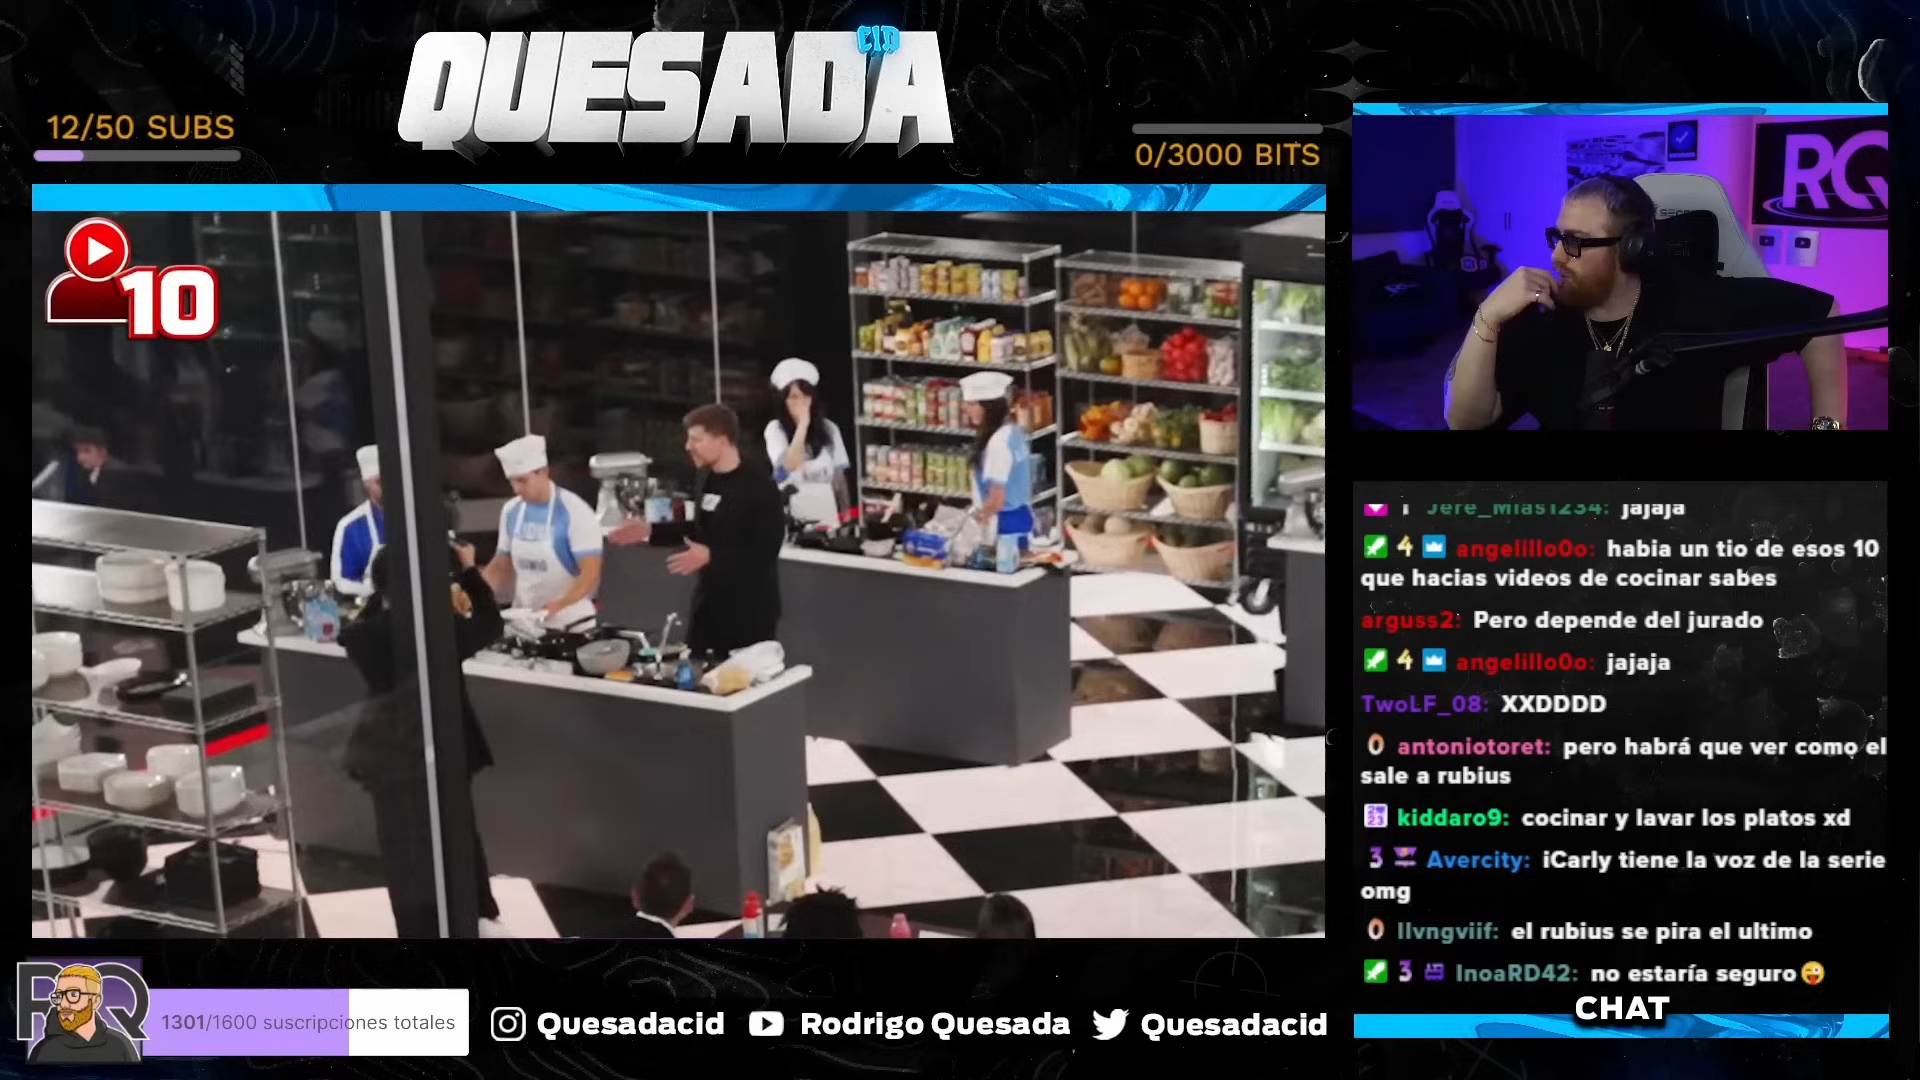 QUESADA
CID
12/50 SUBS
0/3000 BITS
10
RQ
Jere_Mias1234: jajaja
4 angelillo0o: habia un tio de esos 10
que hacias videos de cocinar sabes
arguss2: Pero depende del jurado
4 angelillo0o: jajaja
TwoLF_08: XXDDDD
antoniotoret: pero habrá que ver como el
sale a rubius
kiddaro9: cocinar y lavar los platos xd
3 Avercity: iCarly tiene la voz de la serie
omg
llvngviif: el rubius se pira el ultimo
3 InoaRD42: no estaría seguro😜
CHAT
RQ
1301/1600 suscripciones totales
Quesadacid
Rodrigo Quesada
Quesadacid